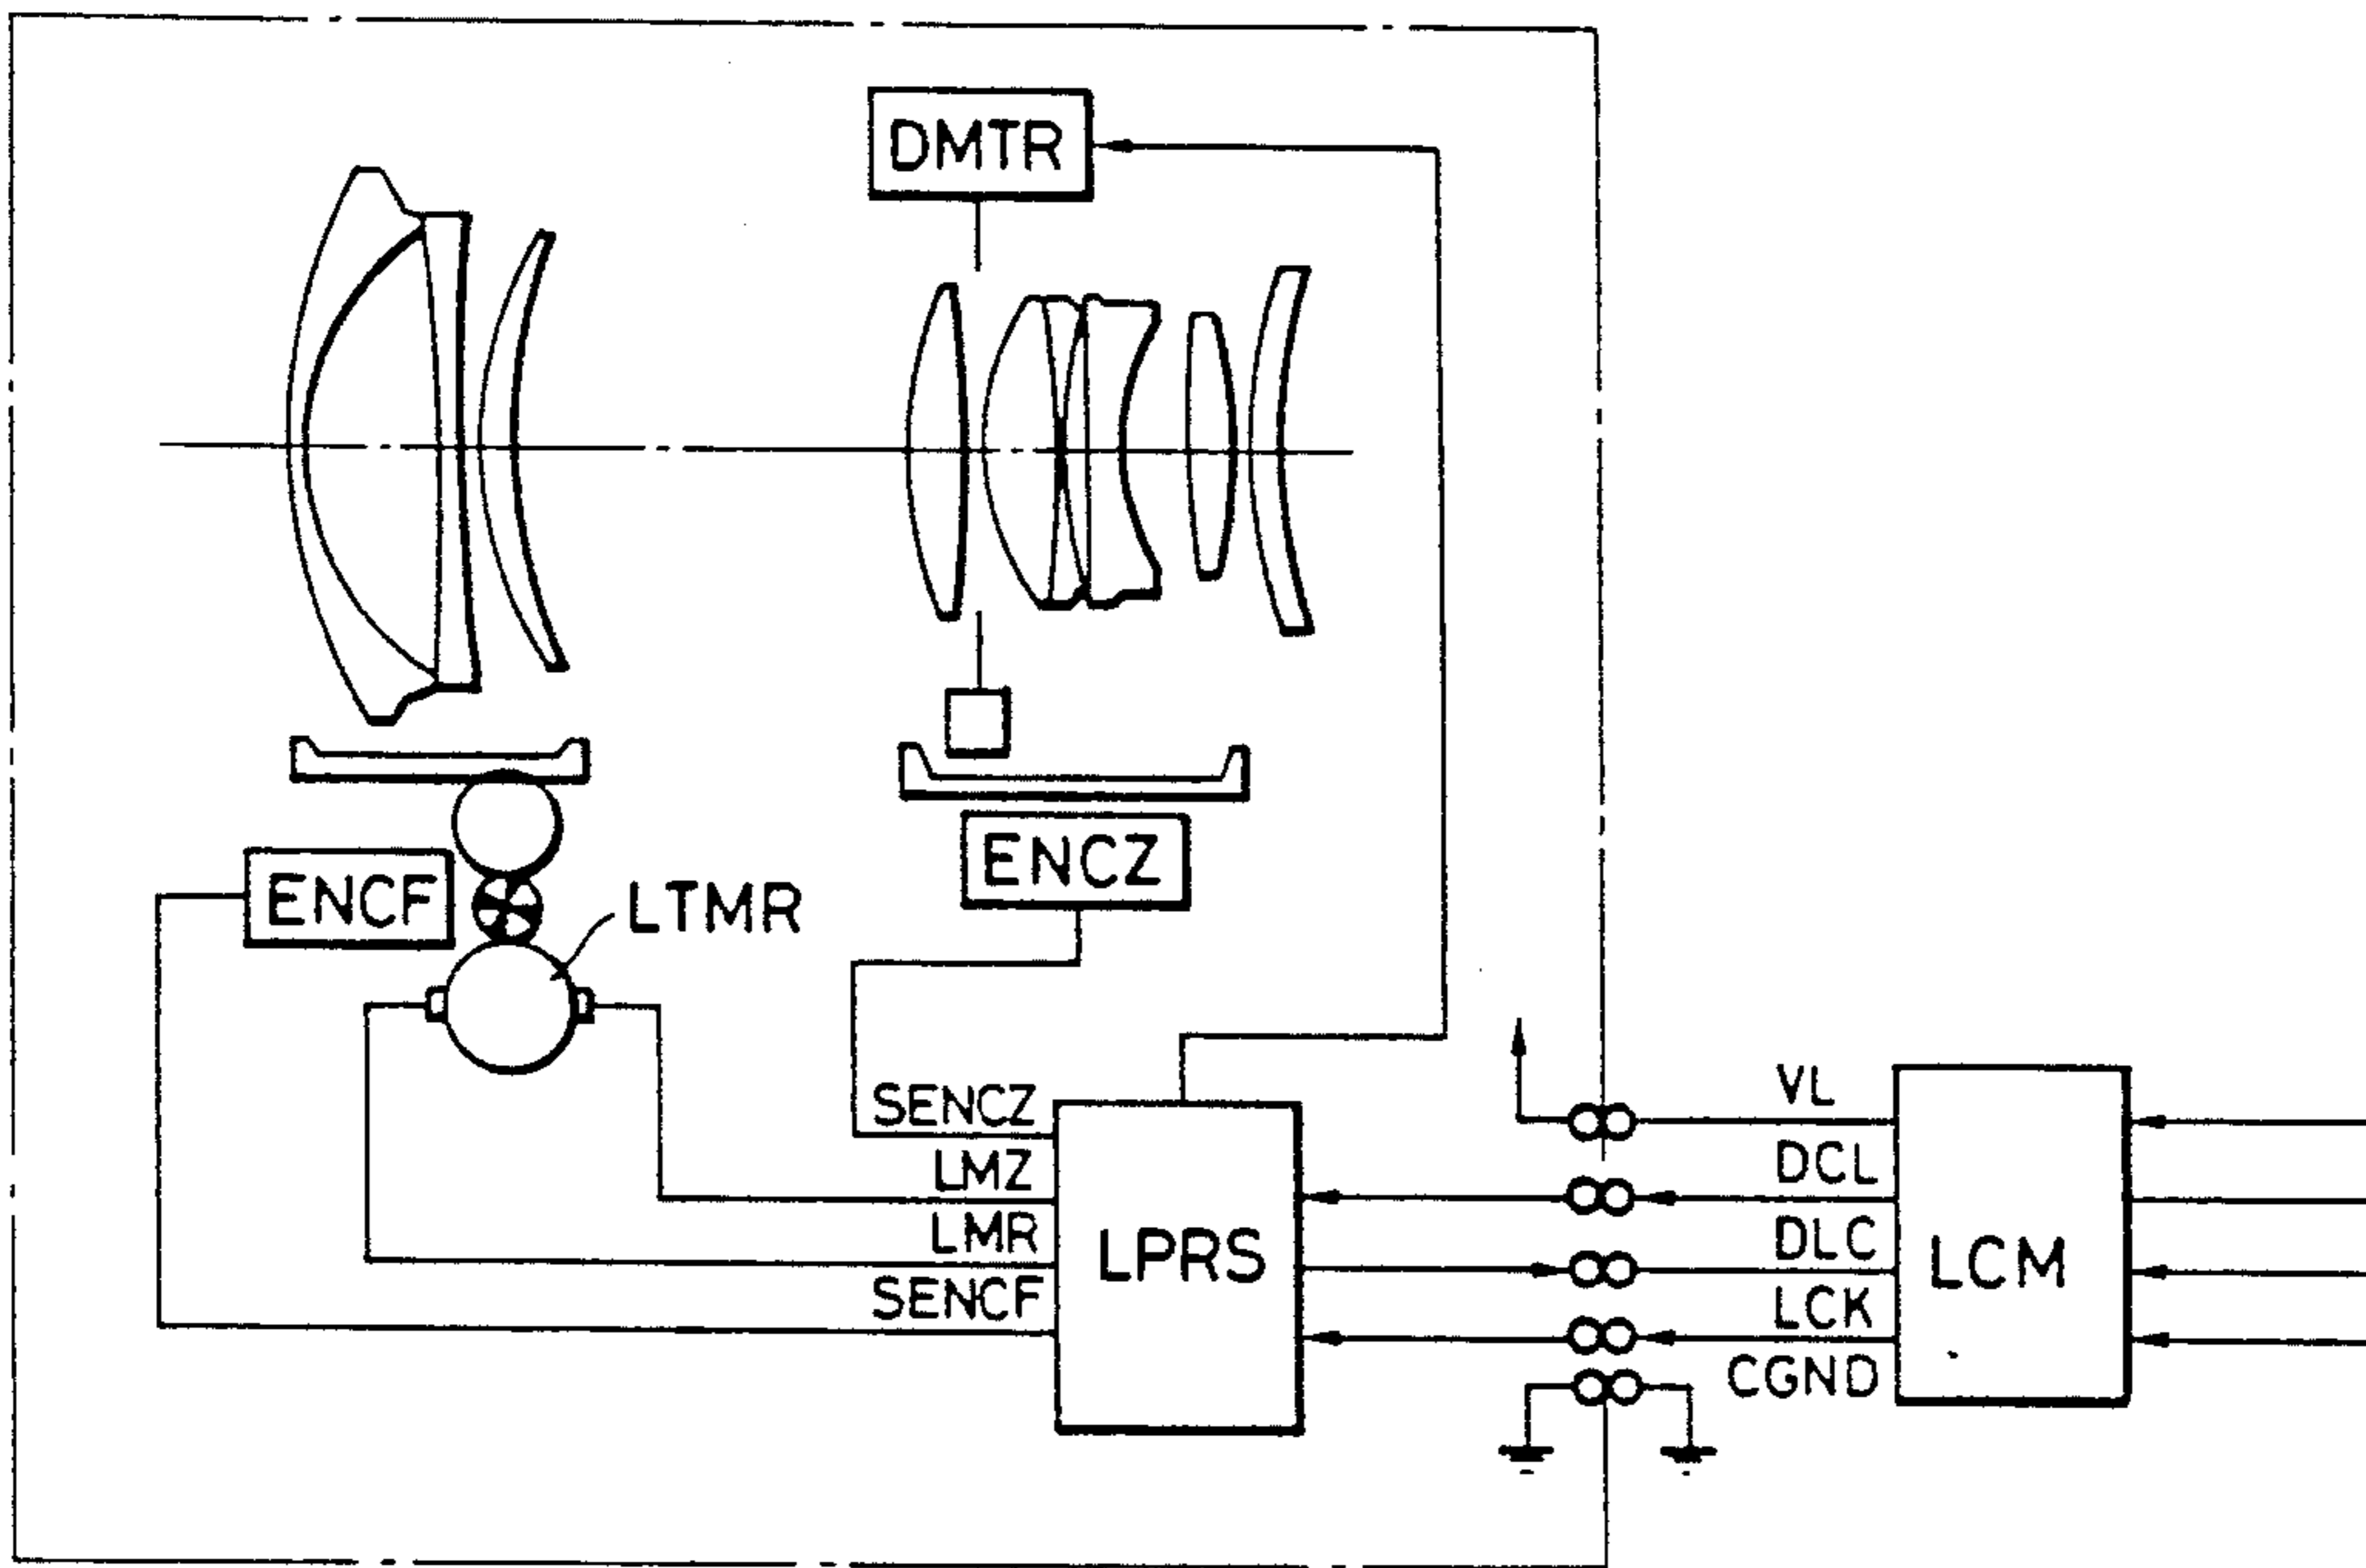 DMTR
ENCZ
ENCF
LTMR
SENCZ
LMZ
LMR
SENCF
LPRS
VL
DCL
DLC
LCK
CGND
LCM